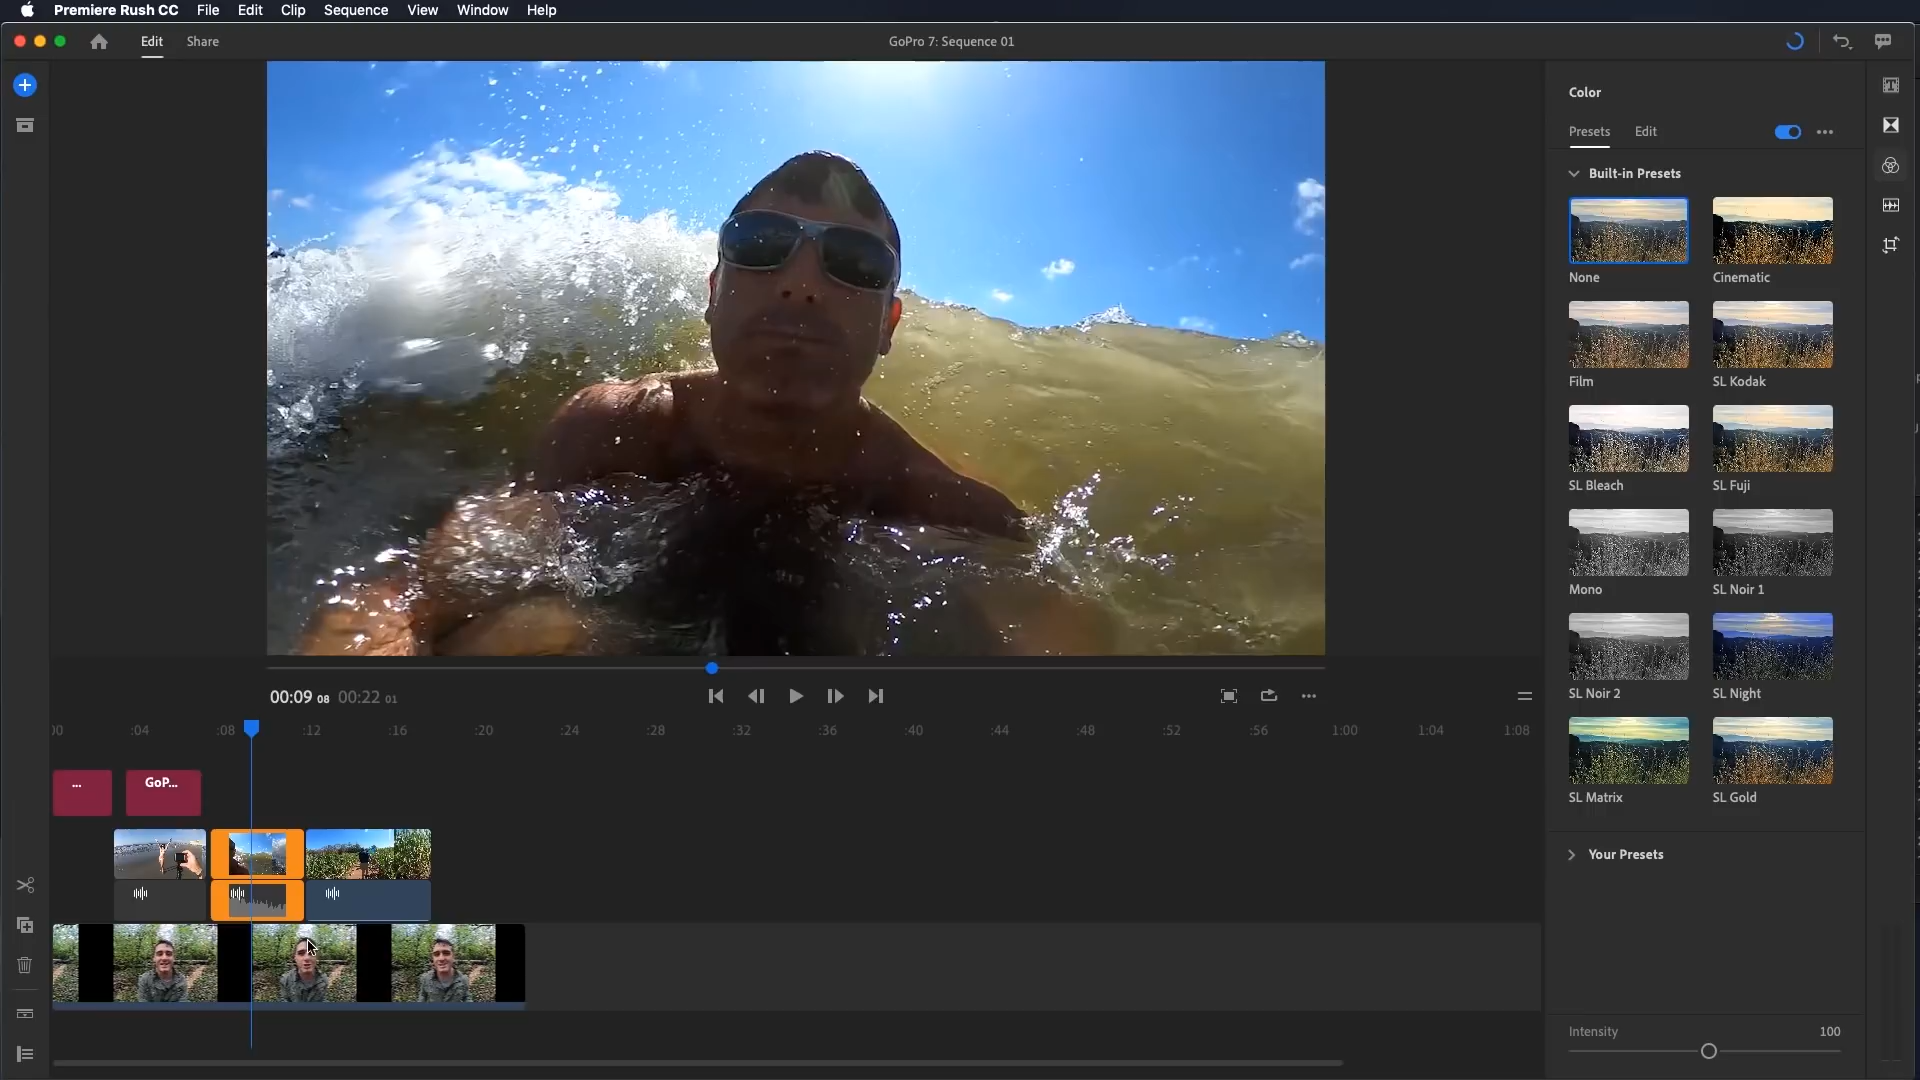 Premiere Rush CC File Edit Clip Sequence View Window Help
Edit Share GoPro 7: Sequence 01
Color
Presets Edit
Built-in Presets
None Cinematic
Film SL Kodak
SL Bleach SL Fuji
Mono SL Noir 1
SL Noir 2 SL Night
SL Matrix SL Gold
Your Presets
Intensity 100
00:09 08 00:22 01
:00 :04 :08 :12 :16 :20 :24 :28 :32 :36 :40 :44 :48 :52 :56 1:00 1:04 1:08
... GoP...